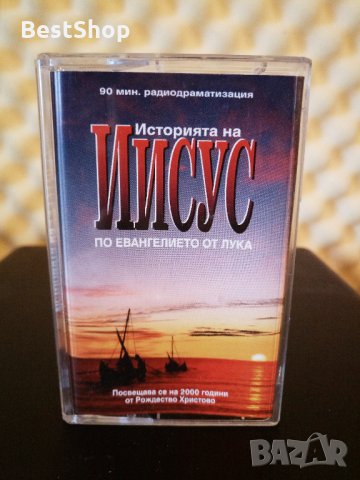 BestShop
90 мин. радиодраматизация
Историята на
ИИСУС
ПО ЕВАНГЕЛИЕТО ОТ ЛУКА
Посвещава се на 2000 години
от Рождество Христово
BAZAR